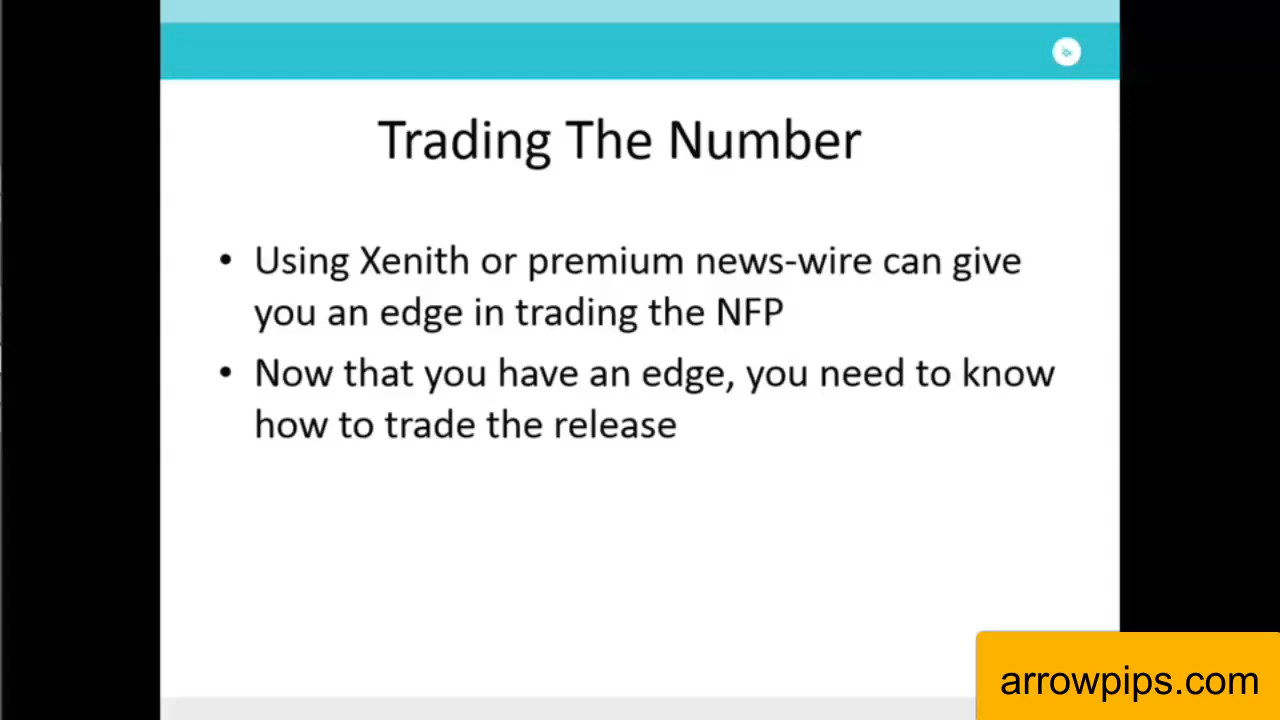 Trading The Number
• Using Xenith or premium news-wire can give
you an edge in trading the NFP
• Now that you have an edge, you need to know
how to trade the release
arrowpips.com